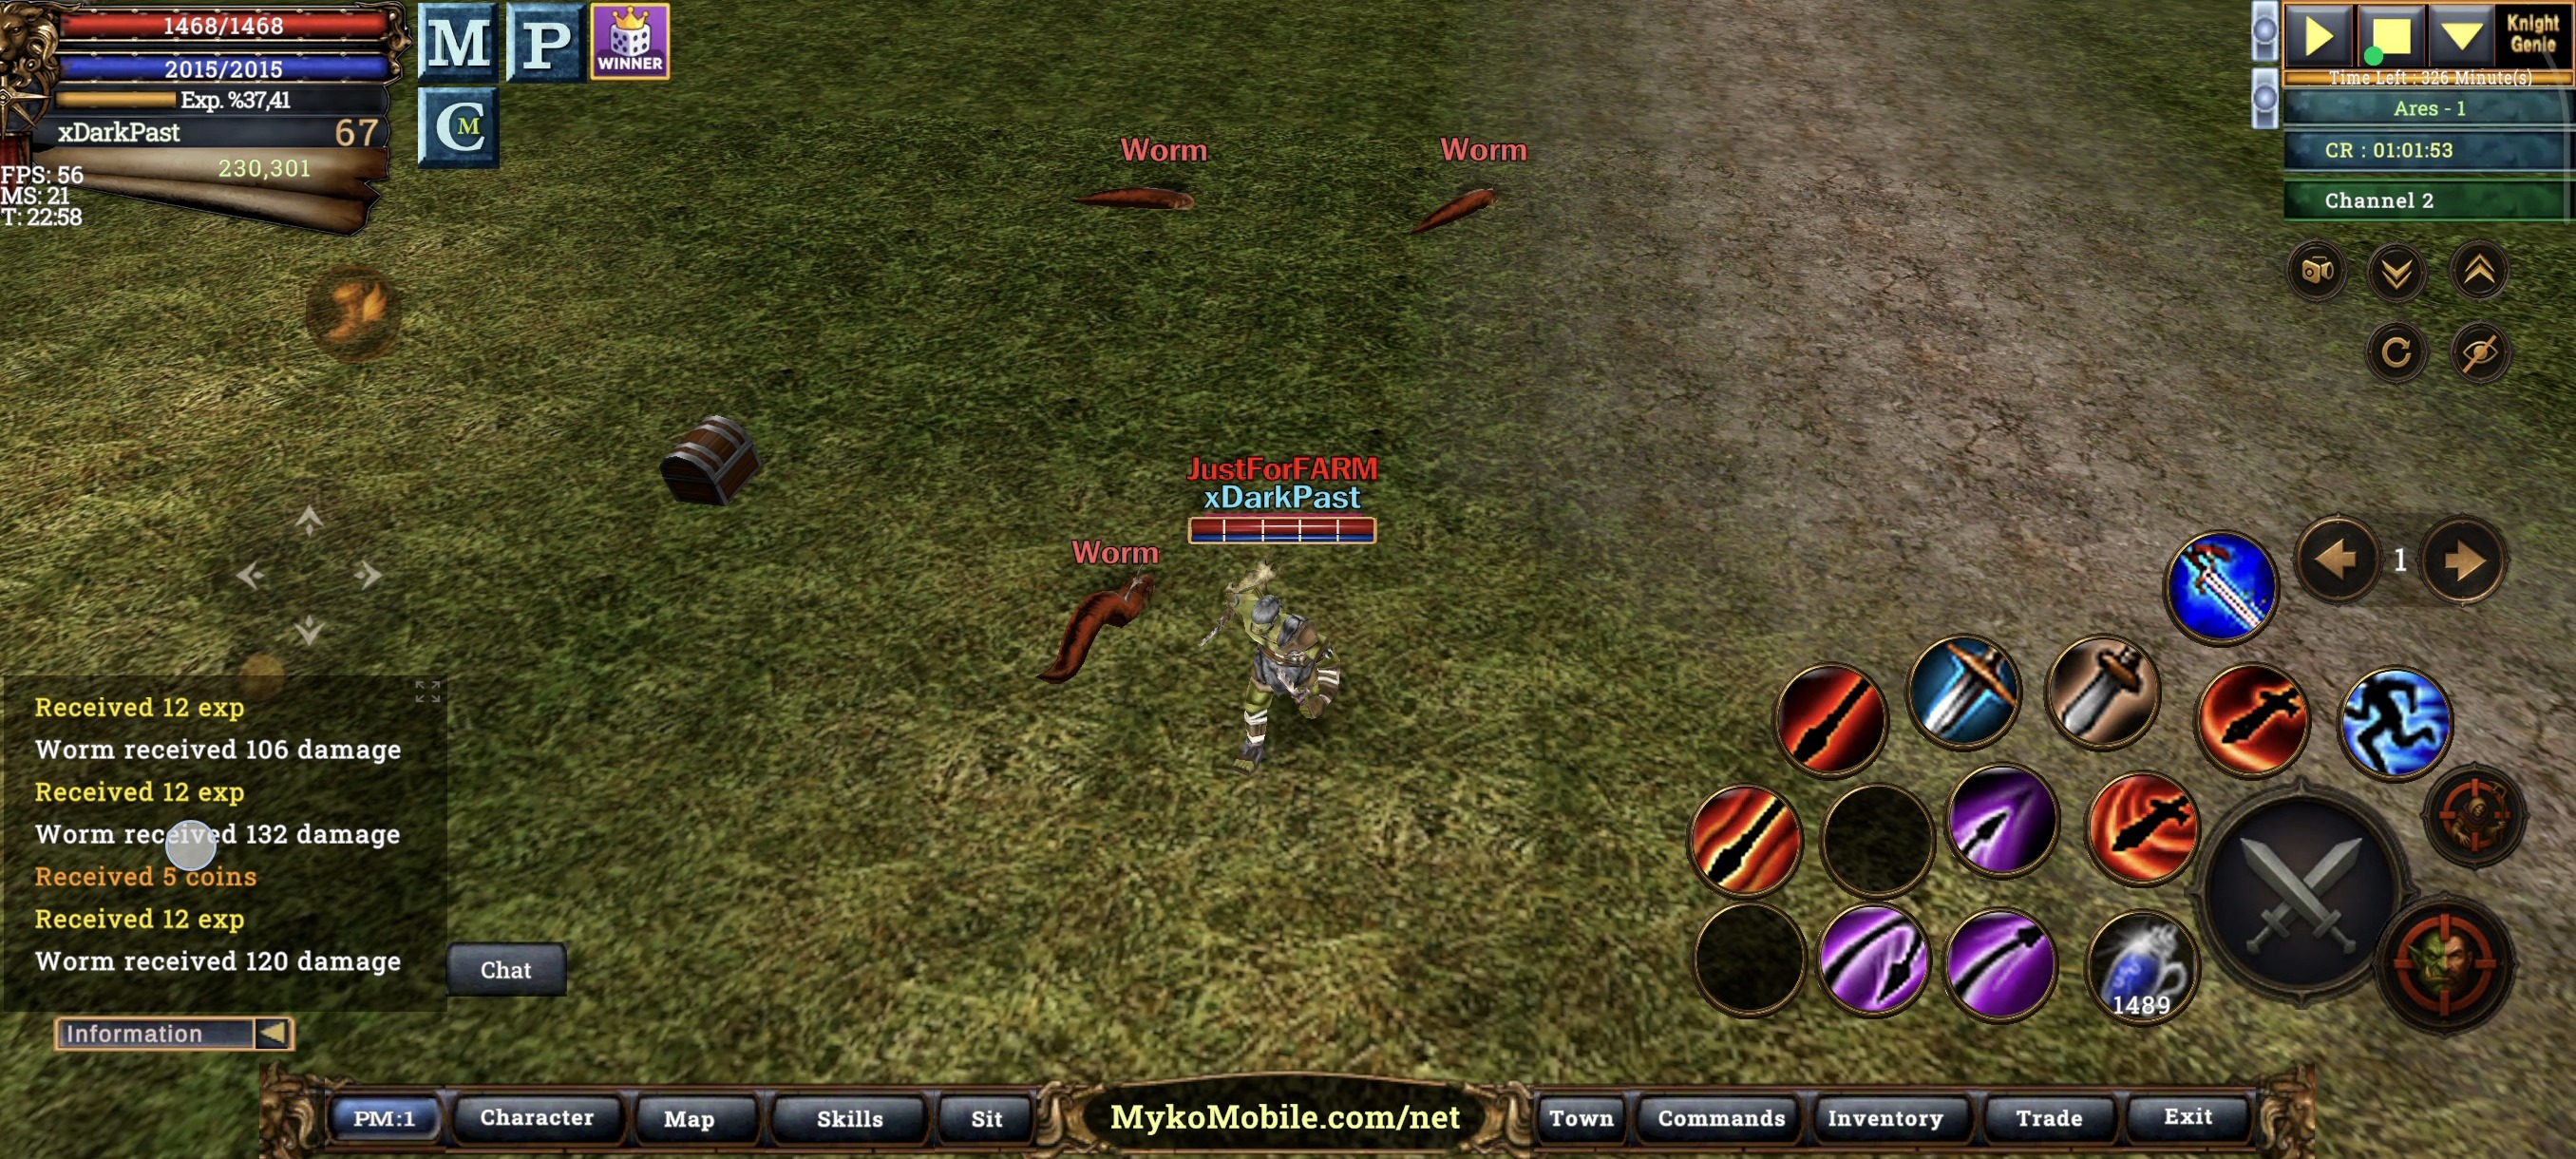 1468/1468
2015/2015
Exp. %37,41
xDarkPast 67
230,301
FPS: 56
MS: 21
T: 22:58
M P
WINNER
C M
Knight
Genie
Time Left : 326 Minute(s)
Ares - 1
CR : 01:01:53
Channel 2
Worm Worm
JustForFARM
xDarkPast
Worm
1
Received 12 exp
Worm received 106 damage
Received 12 exp
Worm received 132 damage
Received 5 coins
Received 12 exp
Worm received 120 damage
Chat
1489
Information
PM:1 Character Map Skills Sit MykoMobile.com/net Town Commands Inventory Trade Exit